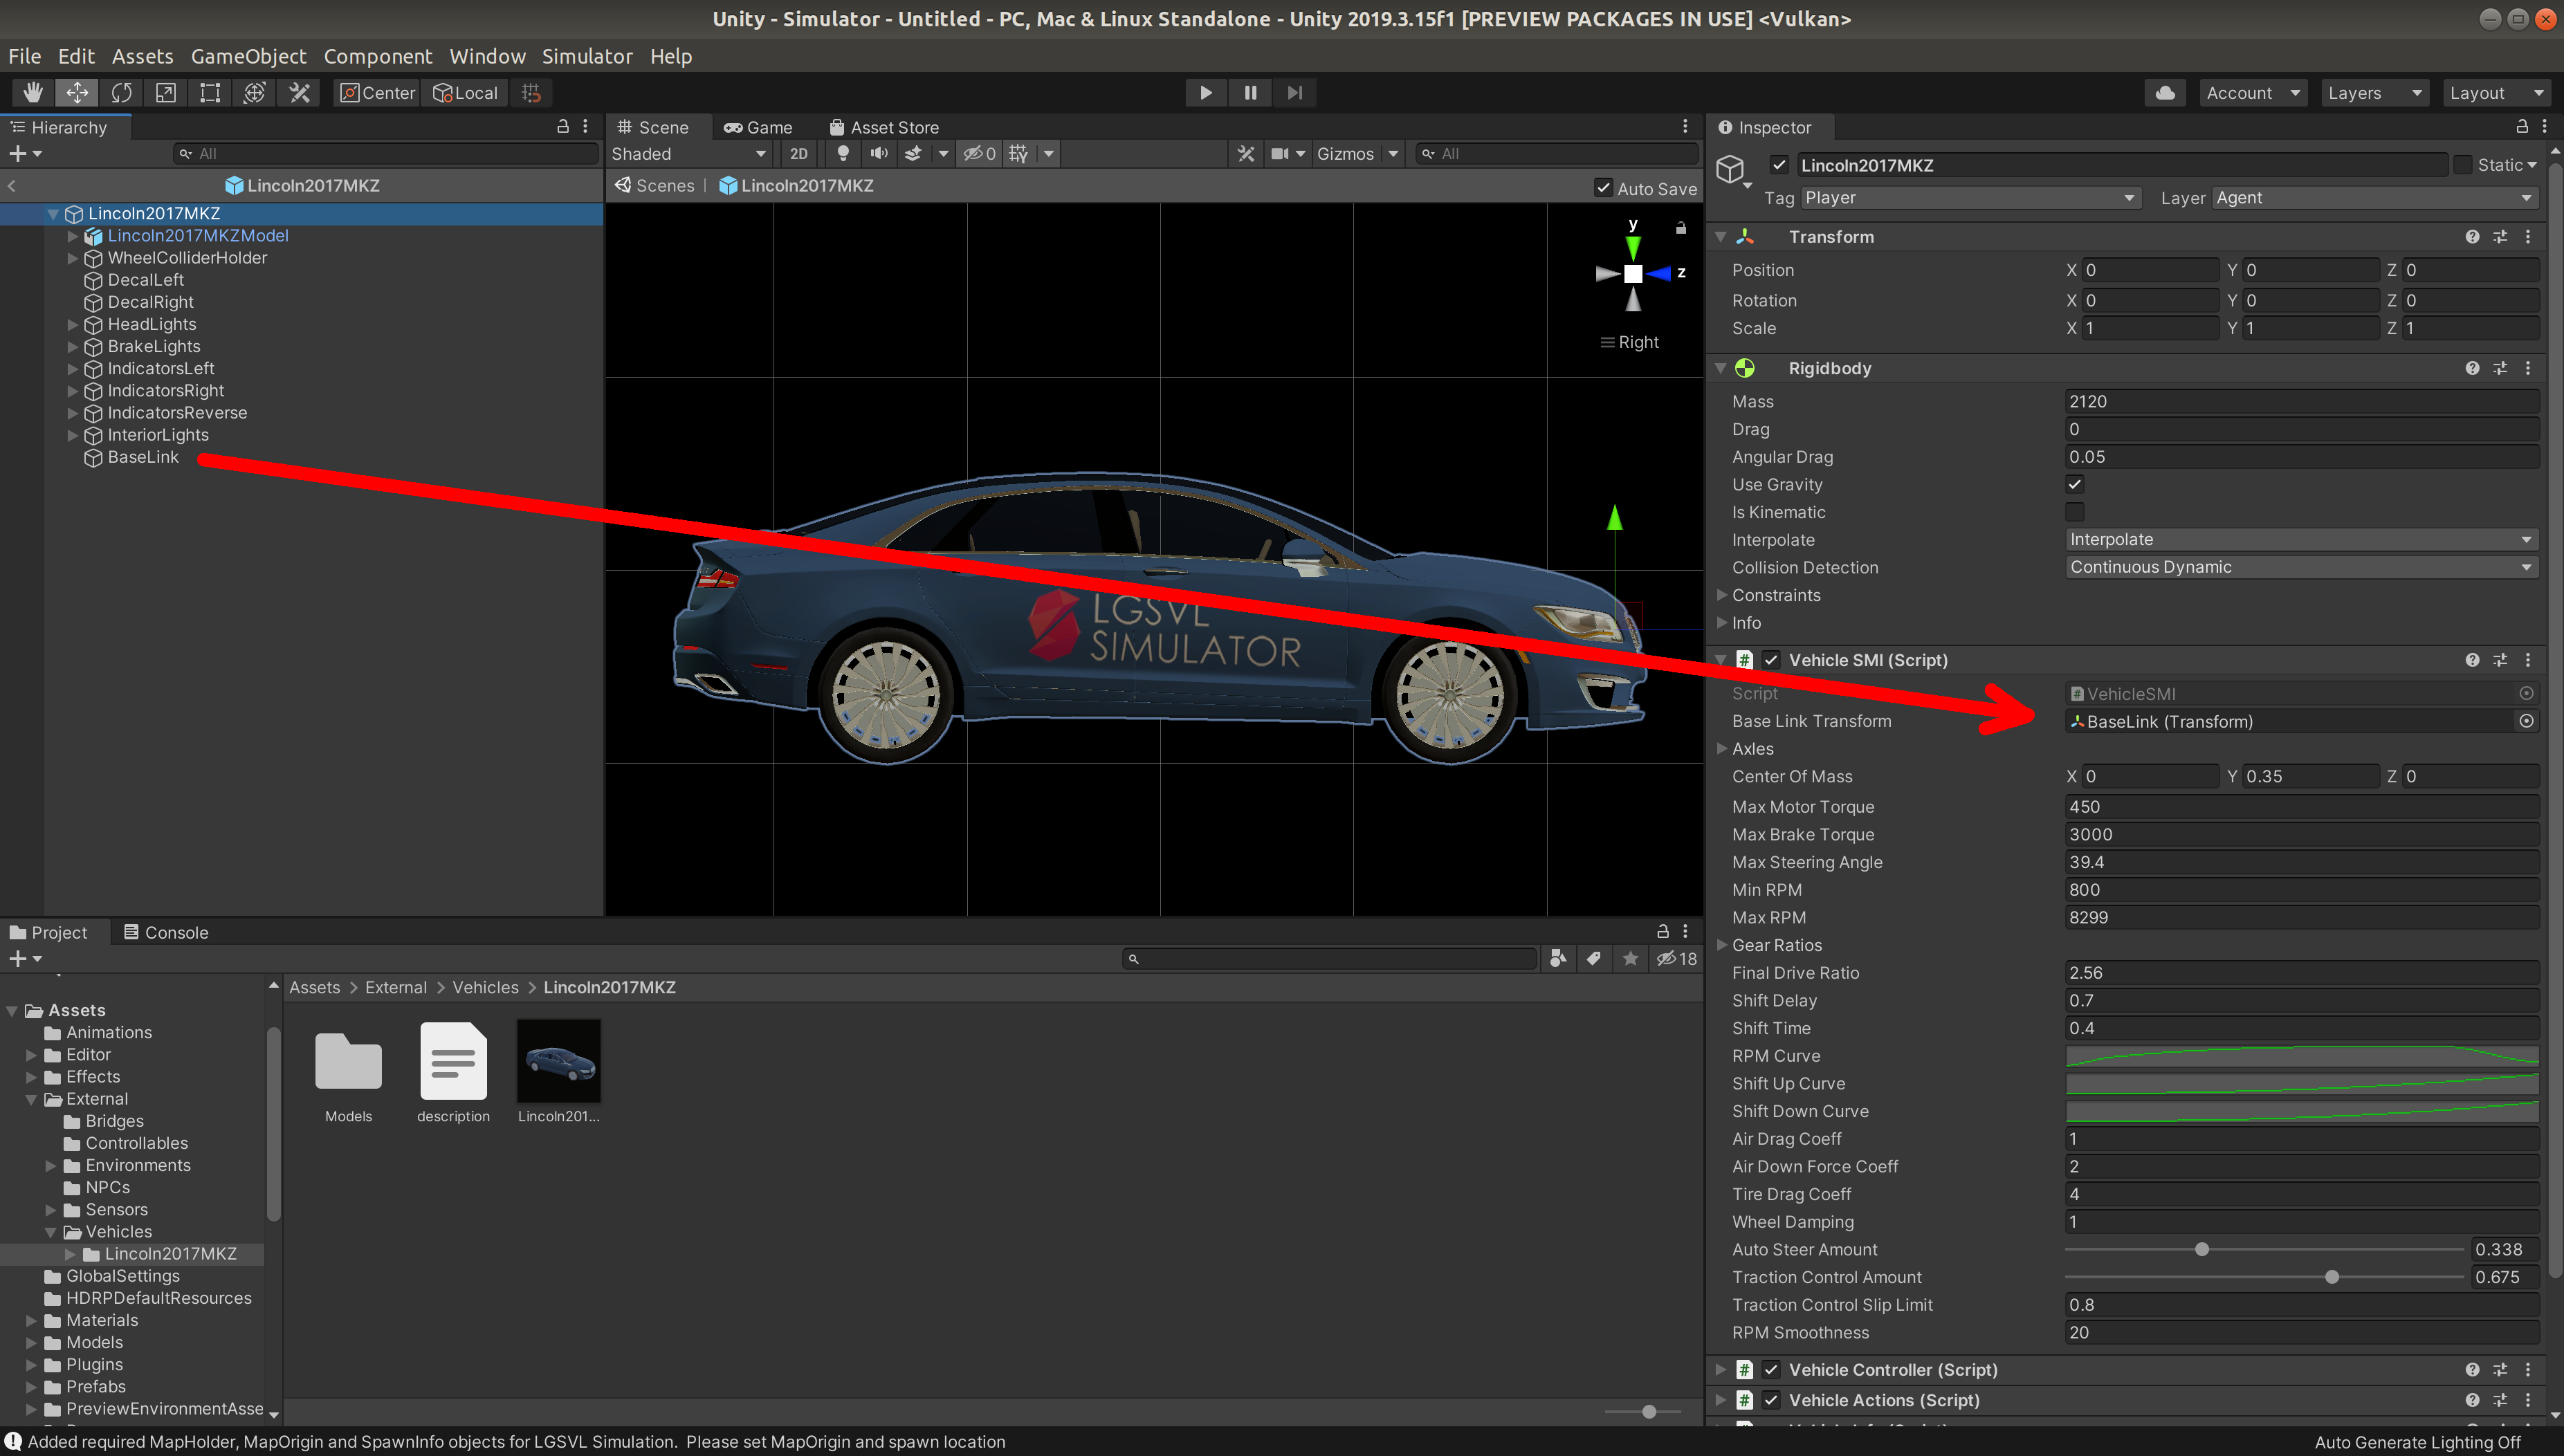 Unity - Simulator - Untitled - PC, Mac & Linux Standalone - Unity 2019.3.15f1 [PREVIEW PACKAGES IN USE] <Vulkan>
File Edit Assets GameObject Component Window Simulator Help
Center Local Account Layers Layout
Hierarchy
All
Lincoln2017MKZ
Lincoln2017MKZ
Lincoln2017MKZModel
WheelColliderHolder
DecalLeft
DecalRight
HeadLights
BrakeLights
IndicatorsLeft
IndicatorsRight
IndicatorsReverse
InteriorLights
BaseLink
Scene Game Asset Store
Shaded 2D 0 Gizmos All
Scenes | Lincoln2017MKZ Auto Save
y
z
Right
LGSVL
SIMULATOR
Inspector
Lincoln2017MKZ Static
Tag Player Layer Agent
Transform
Position X 0 Y 0 Z 0
Rotation X 0 Y 0 Z 0
Scale X 1 Y 1 Z 1
Rigidbody
Mass 2120
Drag 0
Angular Drag 0.05
Use Gravity
Is Kinematic
Interpolate Interpolate
Collision Detection Continuous Dynamic
Constraints
Info
Vehicle SMI (Script)
Script VehicleSMI
Base Link Transform BaseLink (Transform)
Axles
Center Of Mass X 0 Y 0.35 Z 0
Max Motor Torque 450
Max Brake Torque 3000
Max Steering Angle 39.4
Min RPM 800
Max RPM 8299
Gear Ratios
Final Drive Ratio 2.56
Shift Delay 0.7
Shift Time 0.4
RPM Curve
Shift Up Curve
Shift Down Curve
Air Drag Coeff 1
Air Down Force Coeff 2
Tire Drag Coeff 4
Wheel Damping 1
Auto Steer Amount 0.338
Traction Control Amount 0.675
Traction Control Slip Limit 0.8
RPM Smoothness 20
Vehicle Controller (Script)
Vehicle Actions (Script)
Project Console
18
Assets
Animations
Editor
Effects
External
Bridges
Controllables
Environments
NPCs
Sensors
Vehicles
Lincoln2017MKZ
GlobalSettings
HDRPDefaultResources
Materials
Models
Plugins
Prefabs
PreviewEnvironmentAsse
Assets > External > Vehicles > Lincoln2017MKZ
Models description Lincoln201...
Added required MapHolder, MapOrigin and SpawnInfo objects for LGSVL Simulation. Please set MapOrigin and spawn location
Auto Generate Lighting Off